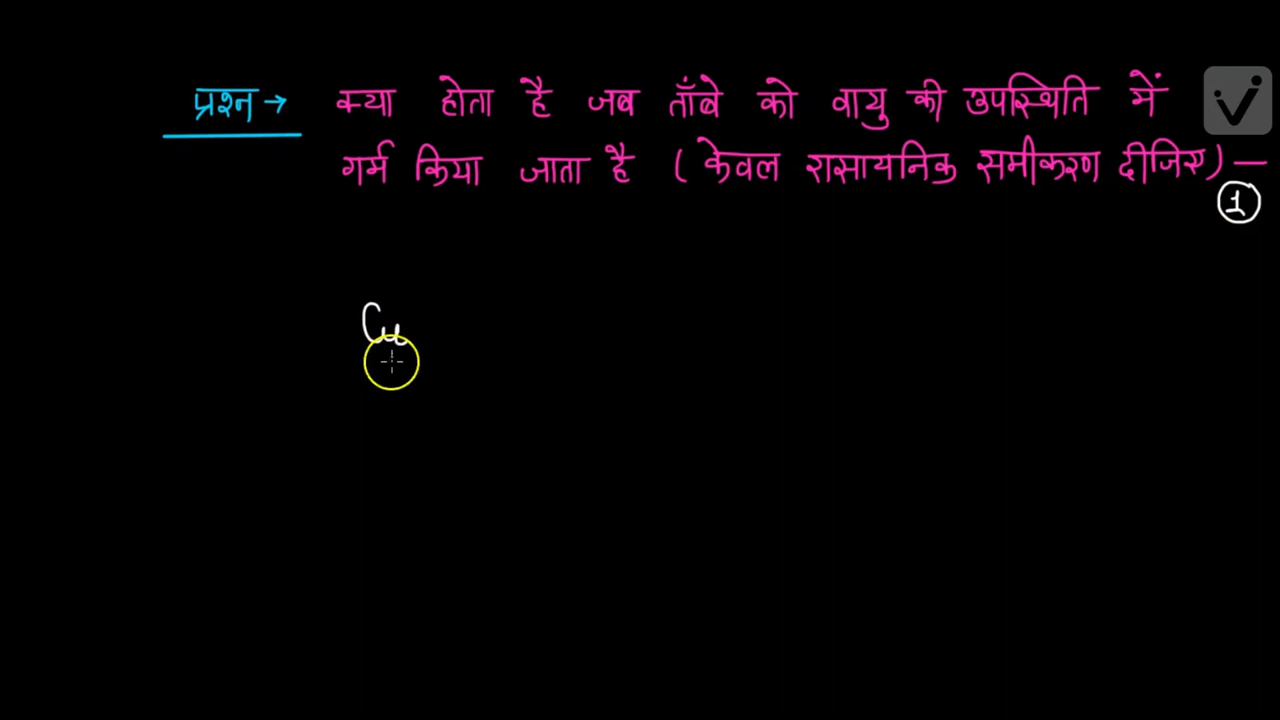 प्रश्न → क्या होता है जब ताँबे को वायु की उपस्थिति में
गर्म किया जाता है (केवल रासायनिक समीकरण दीजिए) —
1
Cu